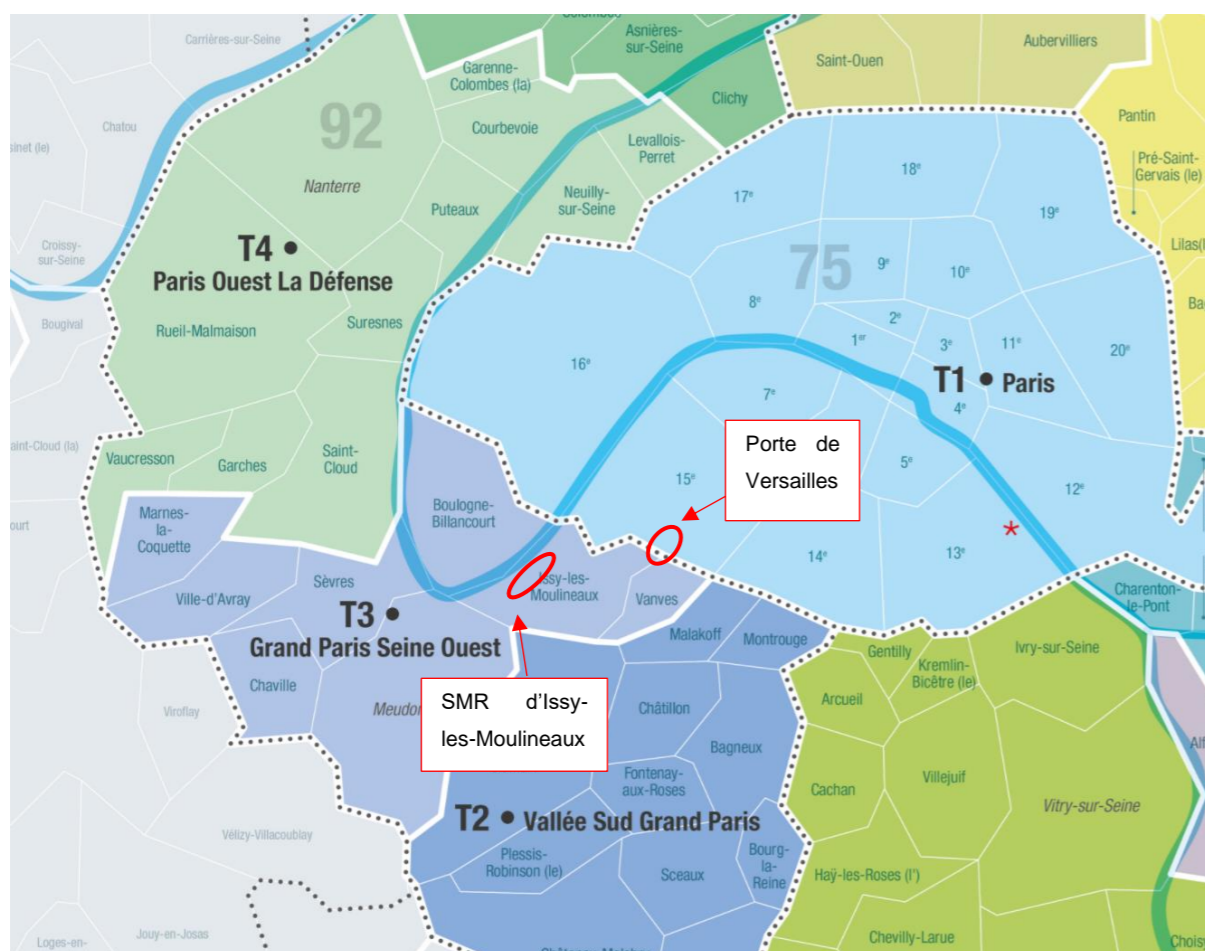 Colombes
Carrières-sur-Seine
Asnières-
sur-Seine
Saint-Ouen
Aubervilliers
Garenne-
Colombes (la)
Clichy
Pantin
Chatou
92
Courbevoie
Levallois-
Perret
Pré-Saint-
Gervais (le)
Nanterre
Neuilly-
sur-Seine
Puteaux
17e
18e
19e
Croissy-
sur-Seine
T4
Paris Ouest La Défense
75
9e
10e
8e
2e
1er
3e
11e
20e
Bougival
Rueil-Malmaison
Suresnes
16e
T1 • Paris
7e
4e
Vaucresson
Garches
Saint-
Cloud
Porte de
Versailles
5e
15e
12e
Marnes-
la-
Coquette
Boulogne-
Billancourt
14e
13e
*
Sèvres
Ville-d'Avray
Issy-les-
Moulineaux
Vanves
Charenton-
le-Pont
T3
Grand Paris Seine Ouest
Malakoff
Montrouge
Gentilly
Kremlin-
Bicêtre (le)
Ivry-sur-Seine
Chaville
Viroflay
Meudon
SMR d'Issy-
les-Moulineaux
Châtillon
Arcueil
Bagneux
Fontenay-
aux-Roses
Cachan
Villejuif
Vitry-sur-Seine
Vélizy-Villacoublay
T2 • Vallée Sud Grand Paris
Plessis-
Robinson (le)
Sceaux
Bourg-
la-
Reine
Haÿ-les-Roses (l')
Jouy-en-Josas
Loges-en-
Chevilly-Larue